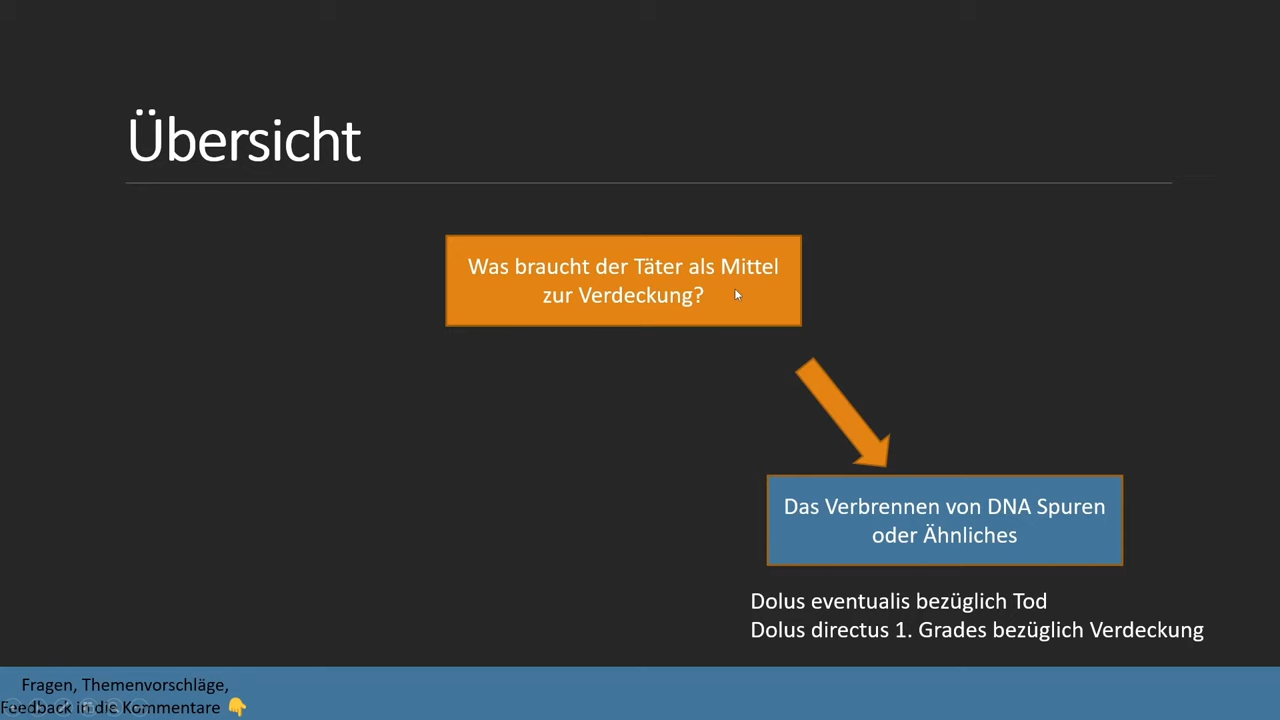 Übersicht
Was braucht der Täter als Mittel
zur Verdeckung?
Das Verbrennen von DNA Spuren
oder Ähnliches
Dolus eventualis bezüglich Tod
Dolus directus 1. Grades bezüglich Verdeckung
Fragen, Themenvorschläge,
Feedback in die Kommentare 👇